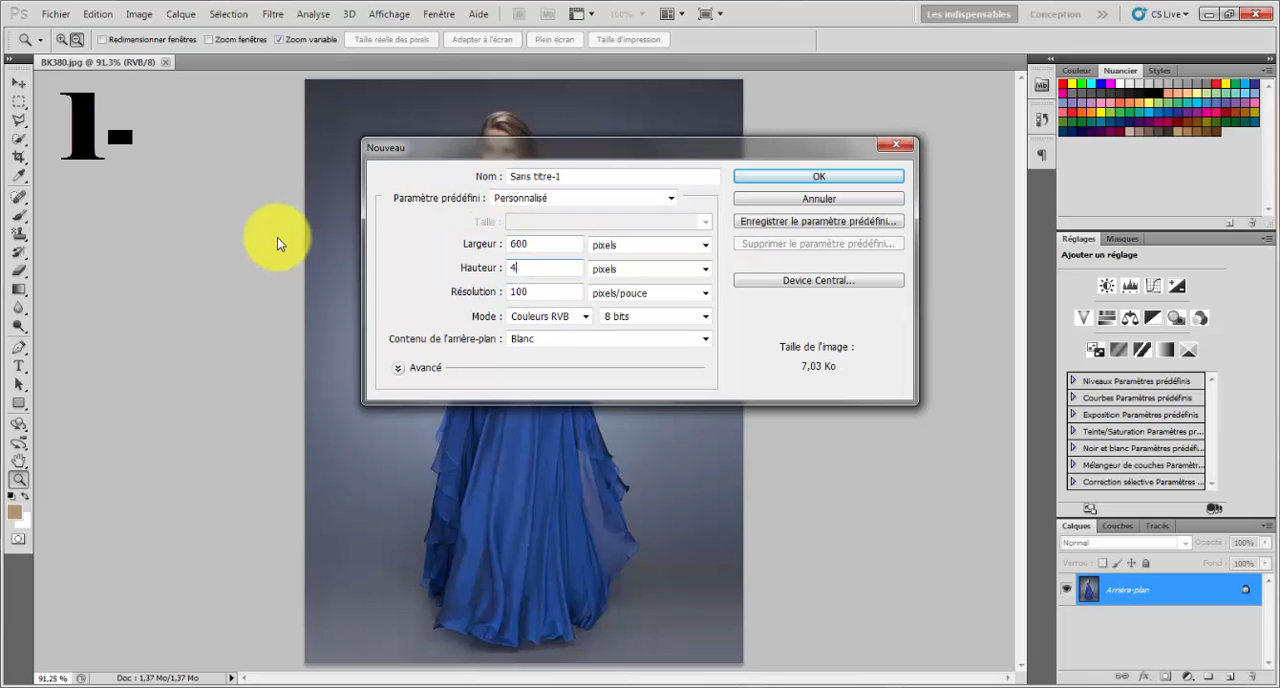 Ps Fichier Edition Image Calque Sélection Filtre Analyse 3D Affichage Fenêtre Aide Br Mb 100% Les indispensables Conception CS Live
Redimensionner fenêtres Zoom fenêtres Zoom variable Taille réelle des pixels Adapter à l'écran Plein écran Taille d'impression
BK380.jpg @ 91,3% (RVB/8)
1-
Couleur Nuancier Styles
Nouveau
Nom : Sans titre-1 OK
Paramètre prédéfini : Personnalisé Annuler
Taille : Enregistrer le paramètre prédéfini...
Largeur : 600 pixels Supprimer le paramètre prédéfini...
Hauteur : 4 pixels
Résolution : 100 pixels/pouce Device Central...
Mode : Couleurs RVB 8 bits
Contenu de l'arrière-plan : Blanc
Taille de l'image :
7,03 Ko
Avancé
Réglages Masques
Ajouter un réglage
Niveaux Paramètres prédéfinis
Courbes Paramètres prédéfinis
Exposition Paramètres prédéfinis
Teinte/Saturation Paramètres pr...
Noir et blanc Paramètres prédéfi...
Mélangeur de couches Paramètr...
Correction sélective Paramètres ...
Calques Couches Tracés
Normal Opacité : 100%
Verrou : Fond : 100%
Arrière-plan
91,25 % Doc : 1,37 Mo/1,37 Mo